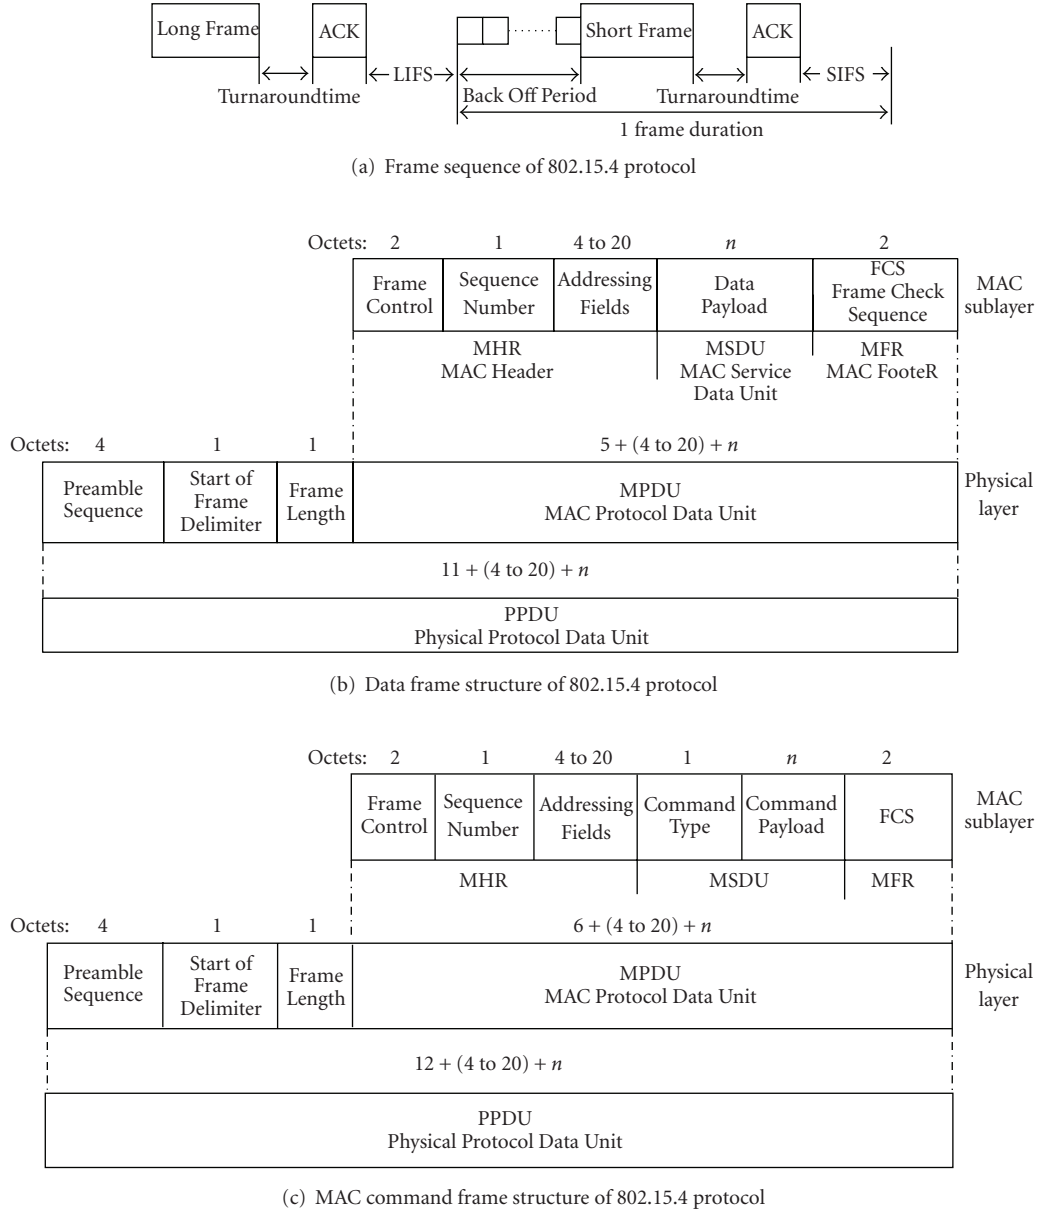 Long Frame ACK Short Frame ACK
LIFS SIFS
Turnaroundtime Back Off Period Turnaroundtime
1 frame duration
(a) Frame sequence of 802.15.4 protocol
Octets: 2 1 4 to 20 n 2
Frame Control
Sequence Number
Addressing Fields
Data Payload
FCS
Frame Check
Sequence
MAC
sublayer
MHR
MAC Header
MSDU
MAC Service
Data Unit
MFR
MAC FooteR
Octets: 4 1 1 5 + (4 to 20) + n
Preamble
Sequence
Start of
Frame
Delimiter
Frame
Length
MPDU
MAC Protocol Data Unit
Physical
layer
11 + (4 to 20) + n
PPDU
Physical Protocol Data Unit
(b) Data frame structure of 802.15.4 protocol
Octets: 2 1 4 to 20 1 n 2
Frame
Control
Sequence
Number
Addressing
Fields
Command
Type
Command
Payload
FCS
MAC
sublayer
MHR MSDU MFR
Octets: 4 1 1 6 + (4 to 20) + n
Preamble
Sequence
Start of
Frame
Delimiter
Frame
Length
MPDU
MAC Protocol Data Unit
Physical
layer
12 + (4 to 20) + n
PPDU
Physical Protocol Data Unit
(c) MAC command frame structure of 802.15.4 protocol